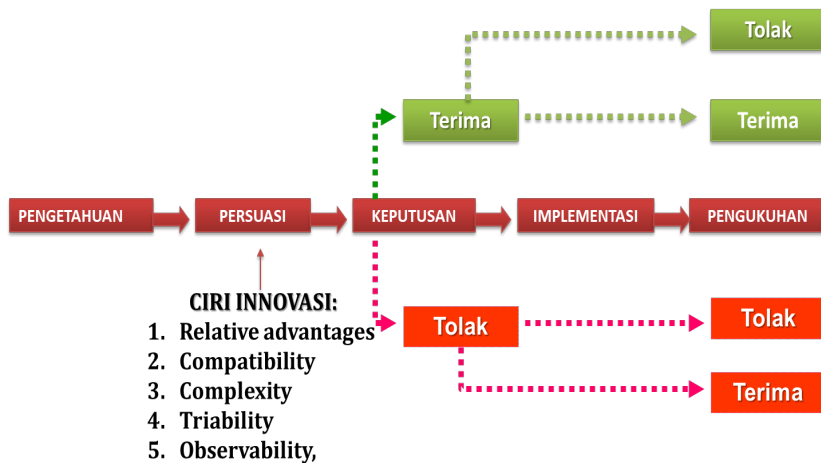 Tolak
Terima
Terima
PENGETAHUAN
PERSUASI
KEPUTUSAN
IMPLEMENTASI
PENGUKUHAN
CIRI INNOVASI:
1. Relative advantages
2. Compatibility
3. Complexity
4. Triability
5. Observability,
Tolak
Tolak
Terima